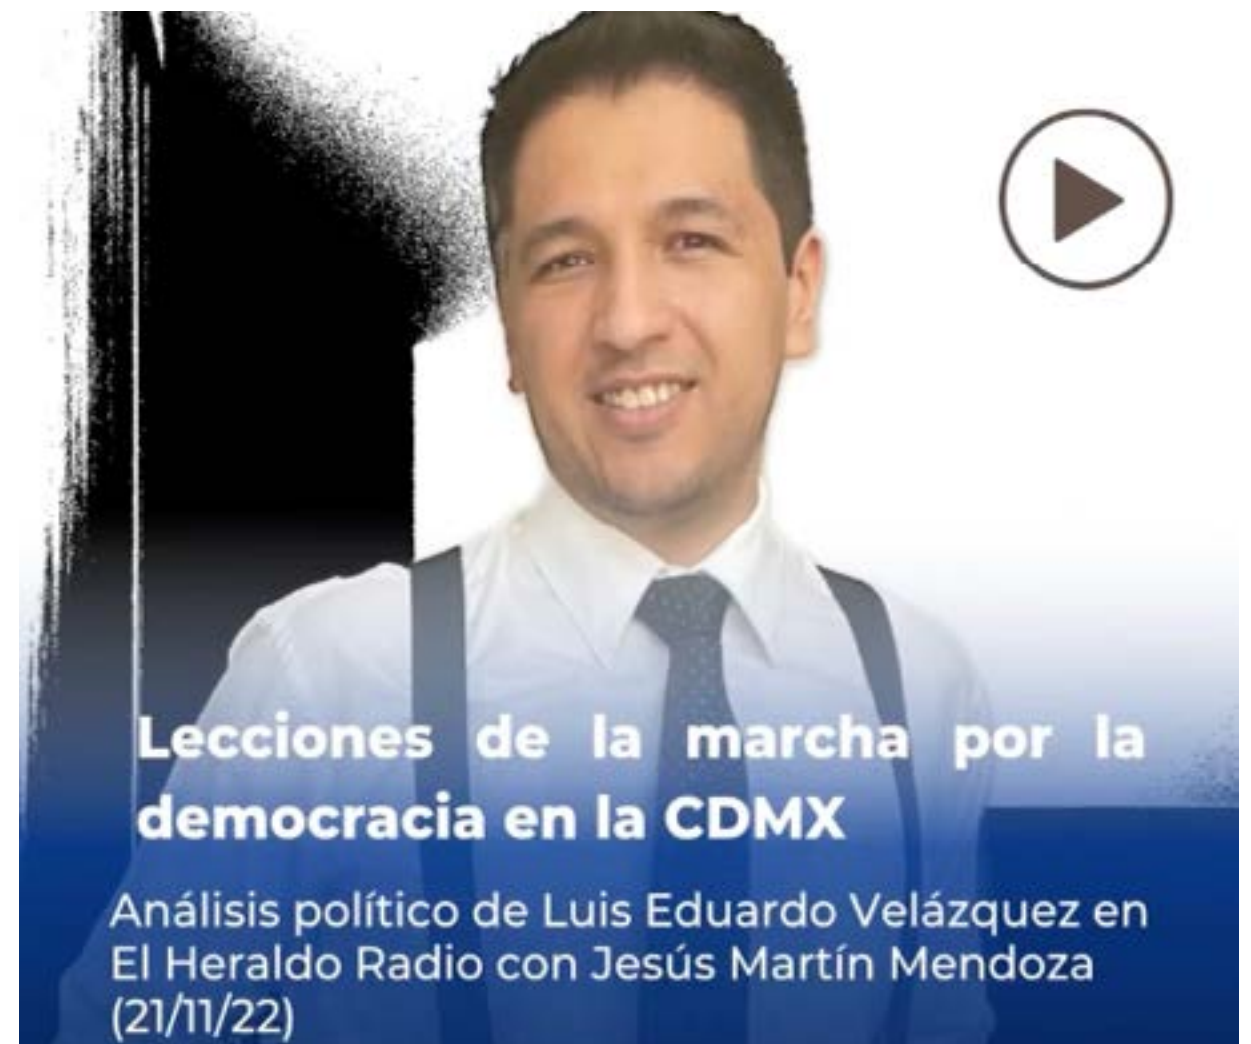 Lecciones de la marcha por la
democracia en la CDMX
Análisis político de Luis Eduardo Velázquez en
El Heraldo Radio con Jesús Martín Mendoza
(21/11/22)